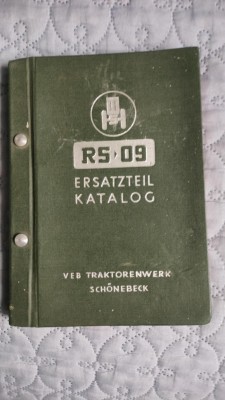 RS-09
ERSATZTEIL
KATALOG
VEB TRAKTORENWERK
SCHÖNEBECK